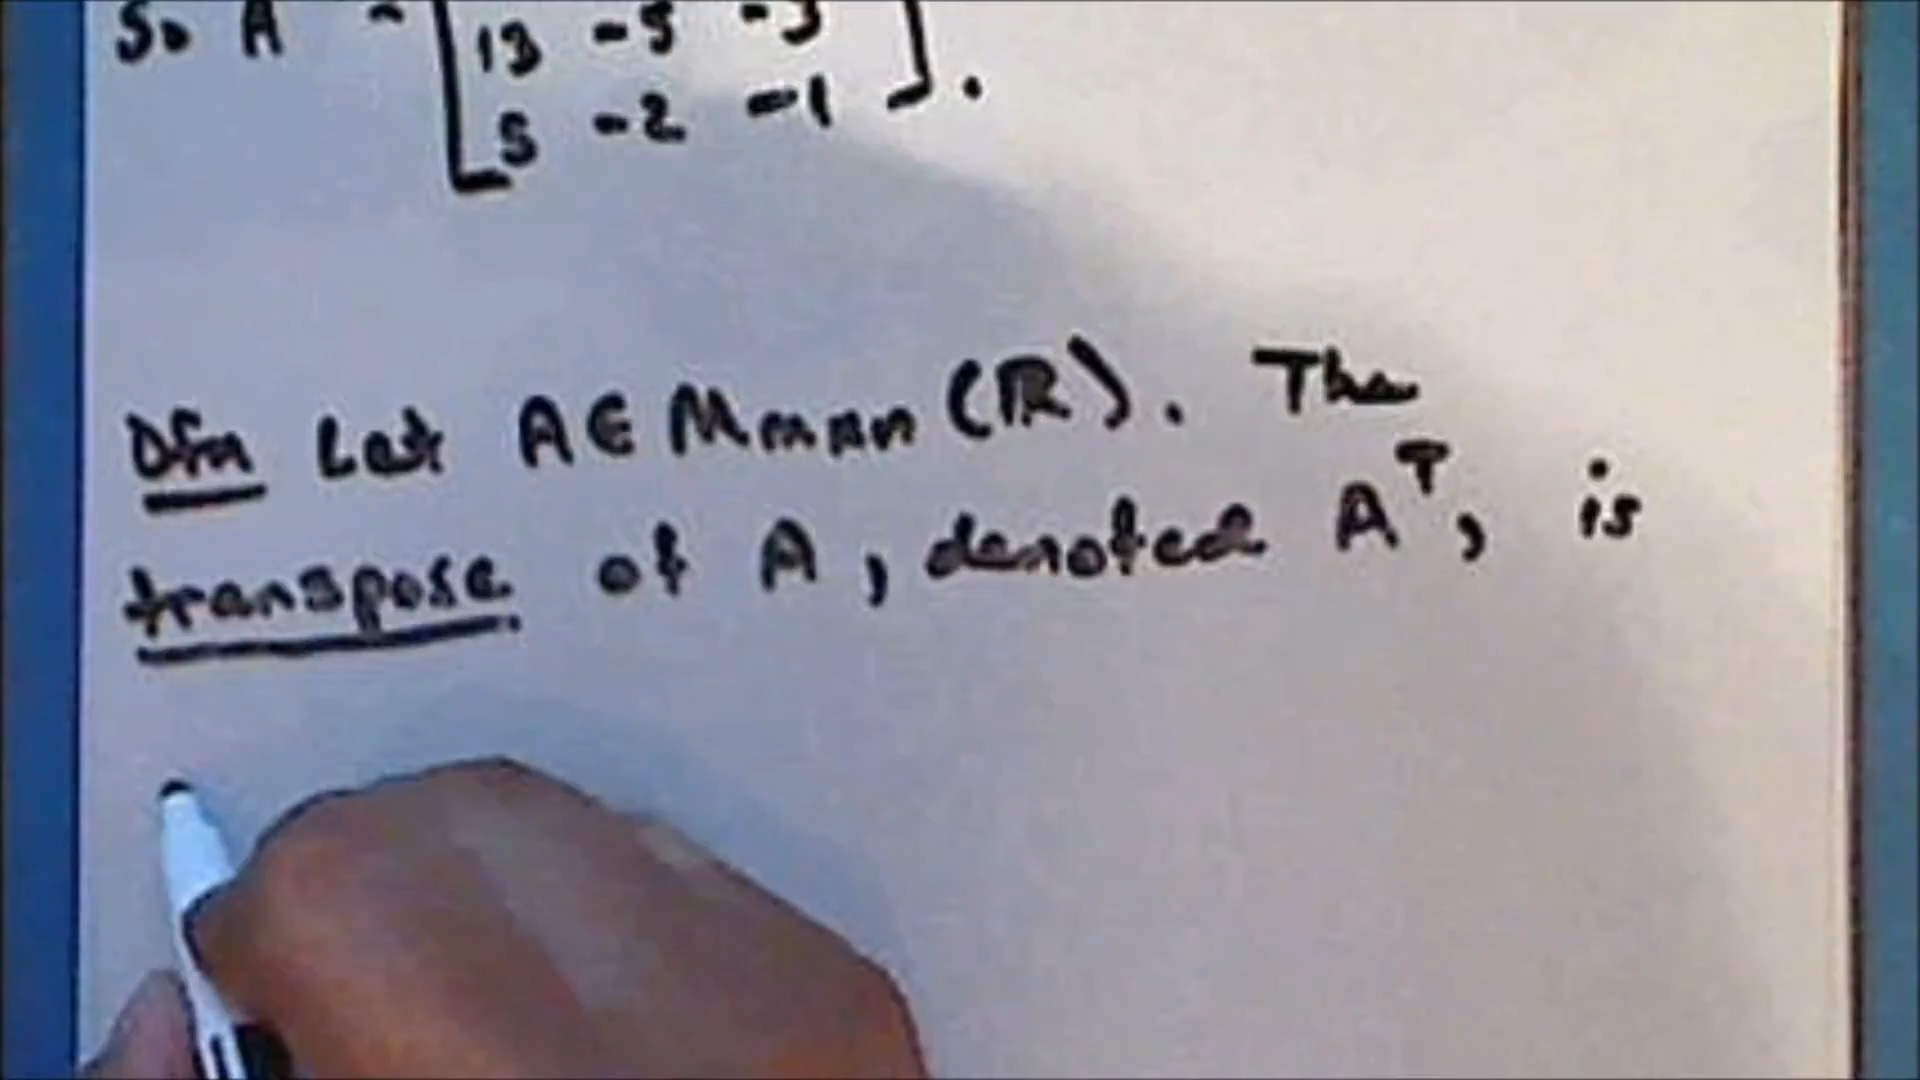 So A = [
13 -5 -3
5 -2 -1 ].
Dfn Let A ∈ Mmxn (ℝ). The
transpose of A, denoted Aᵀ, is